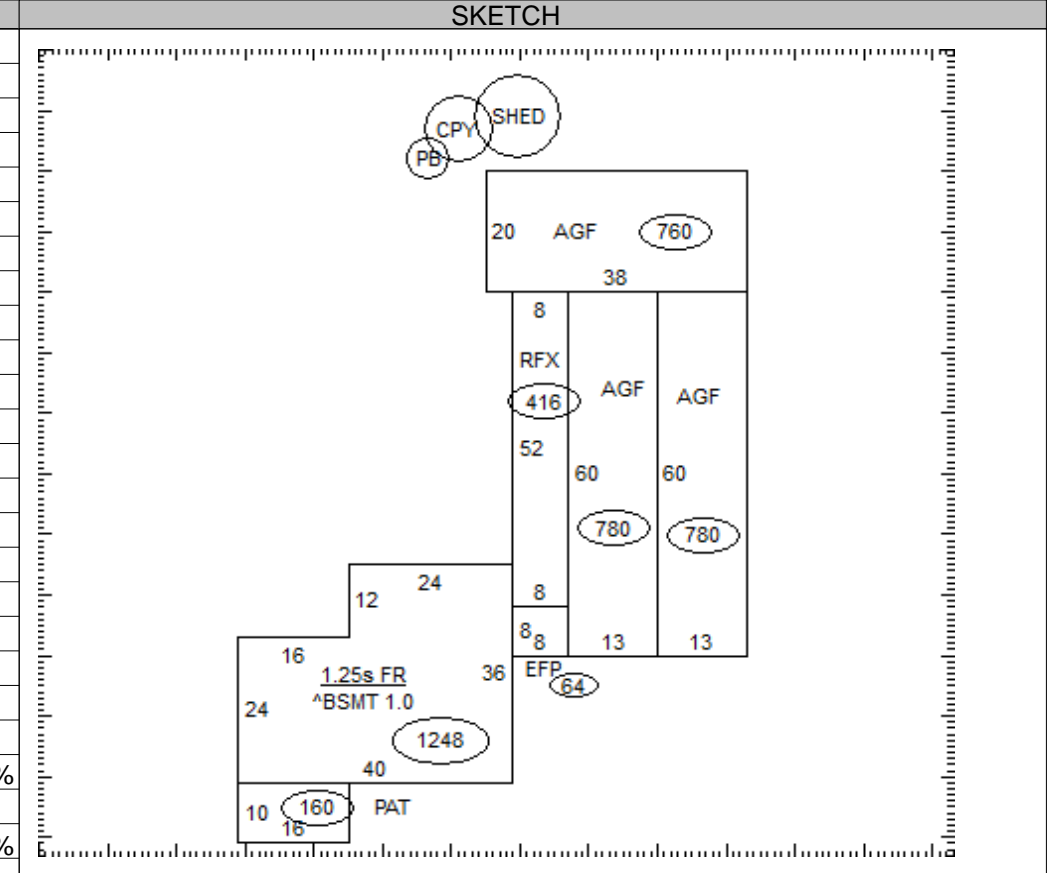 SKETCH
SHED
CPY
PB
20 AGF 760
38
8
RFX
AGF
AGF
416
52
60
60
780
780
24
8
12
8
8
13
13
16
36
EFP
1.25s FR
64
^BSMT 1.0
24
1248
40
%
10
160
PAT
16
%